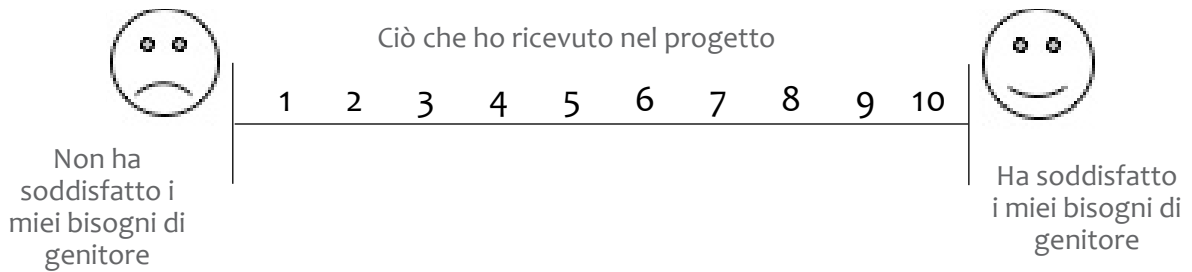 Ciò che ho ricevuto nel progetto
1 2 3 4 5 6 7 8 9 10
Non ha
soddisfatto i
miei bisogni di
genitore
Ha soddisfatto
i miei bisogni di
genitore